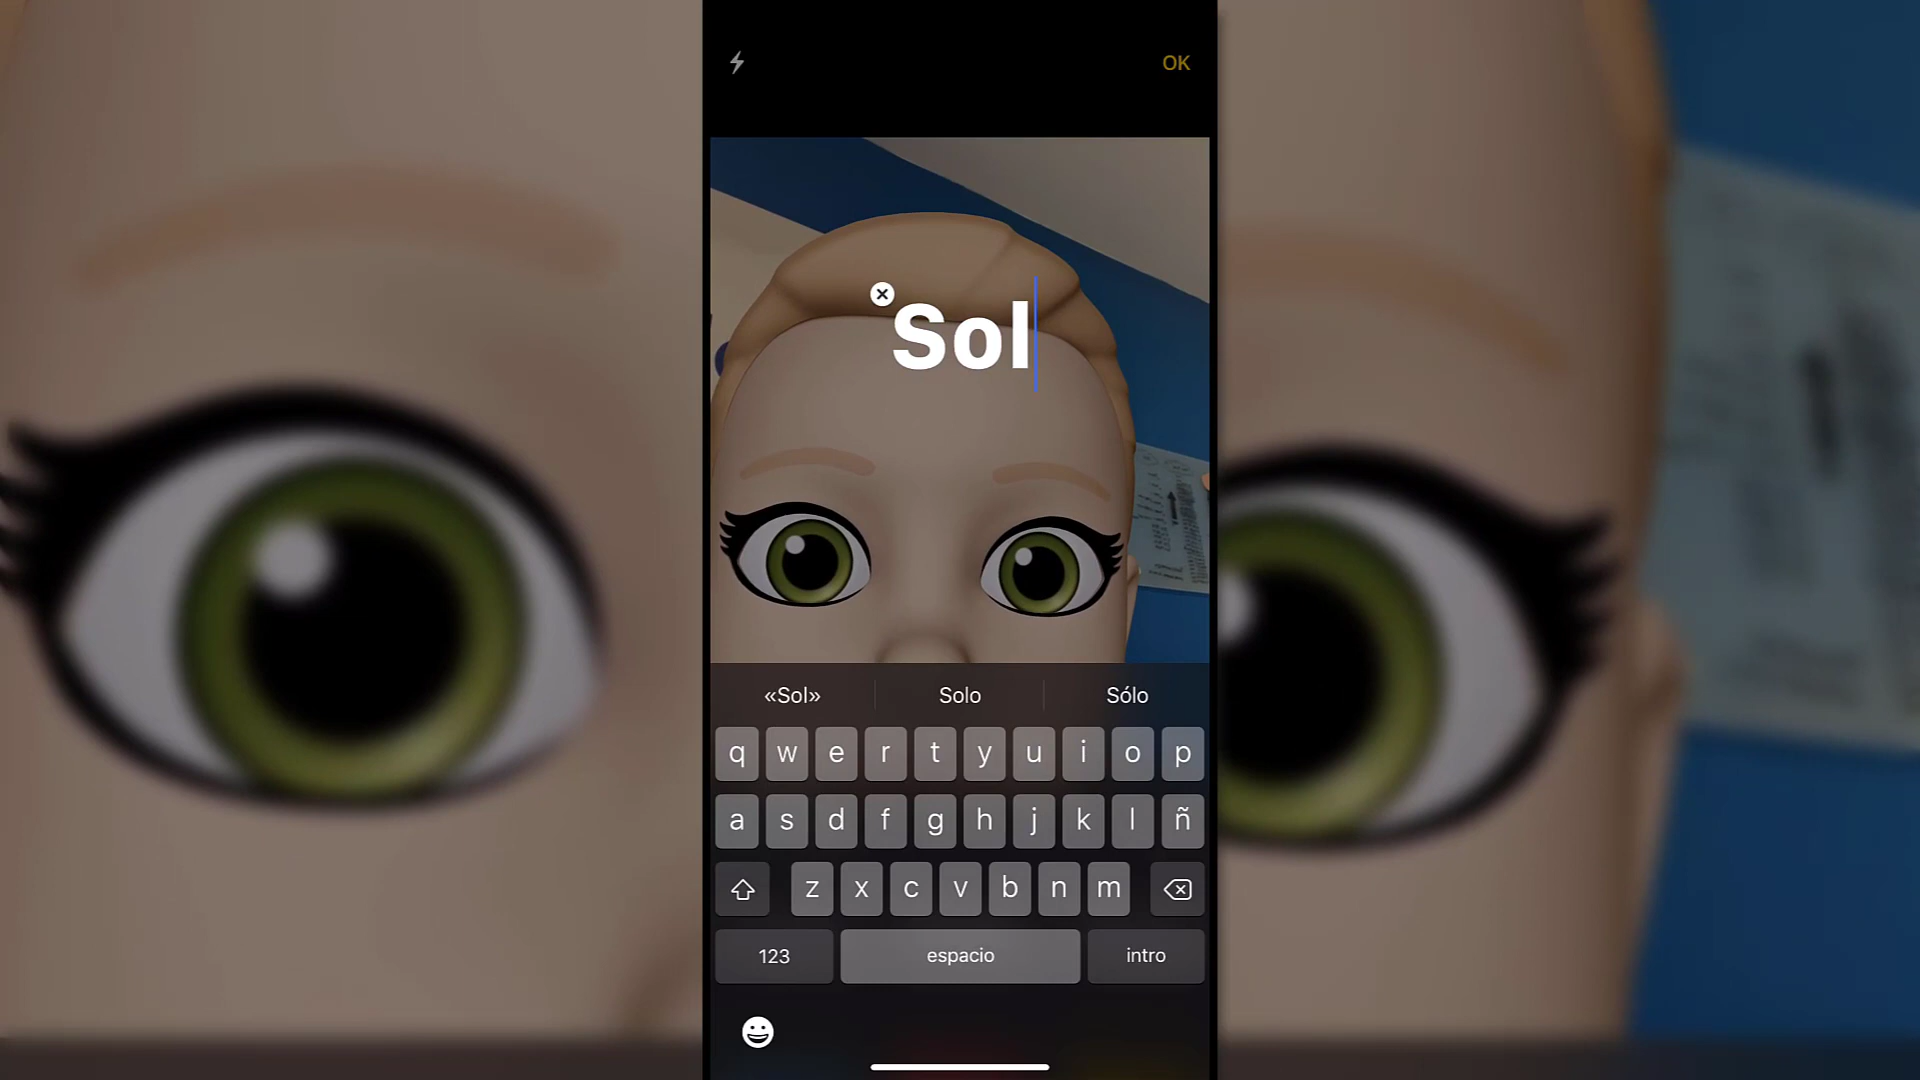 OK
Sol
«Sol» Solo Sólo
q w e r t y u i o p
a s d f g h j k l ñ
z x c v b n m
123 espacio intro